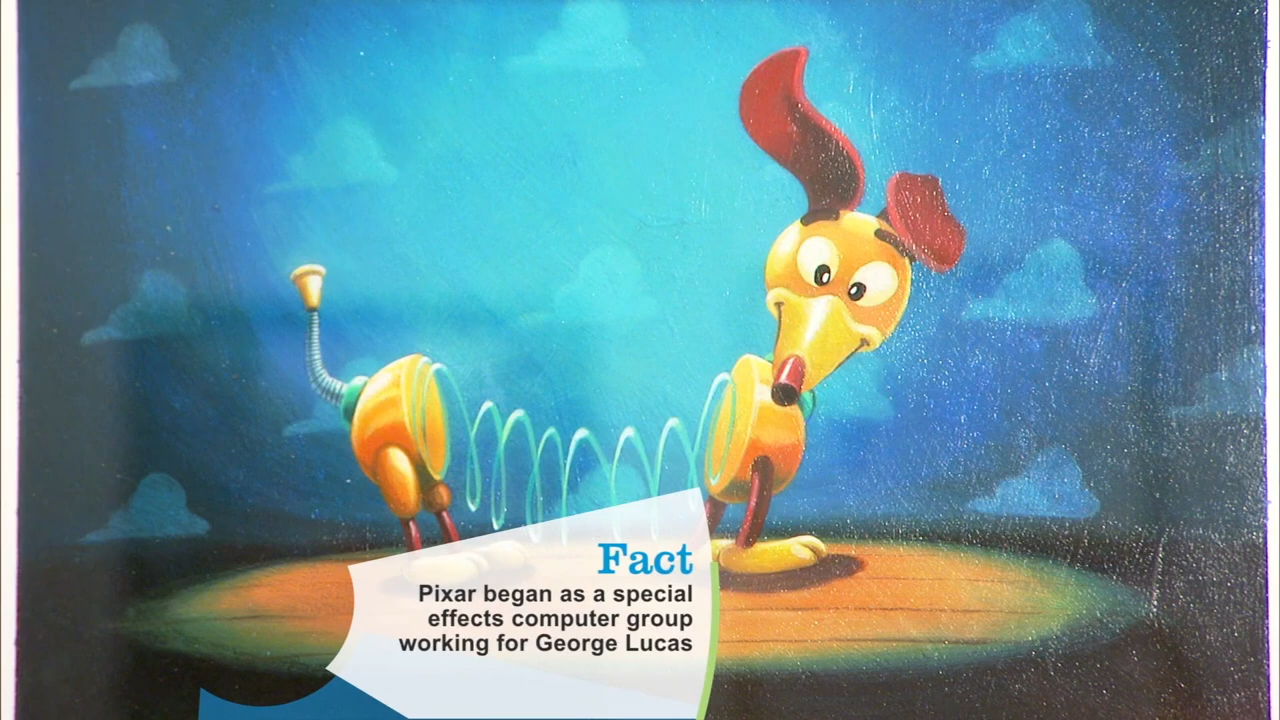 Fact
Pixar began as a special
effects computer group
working for George Lucas